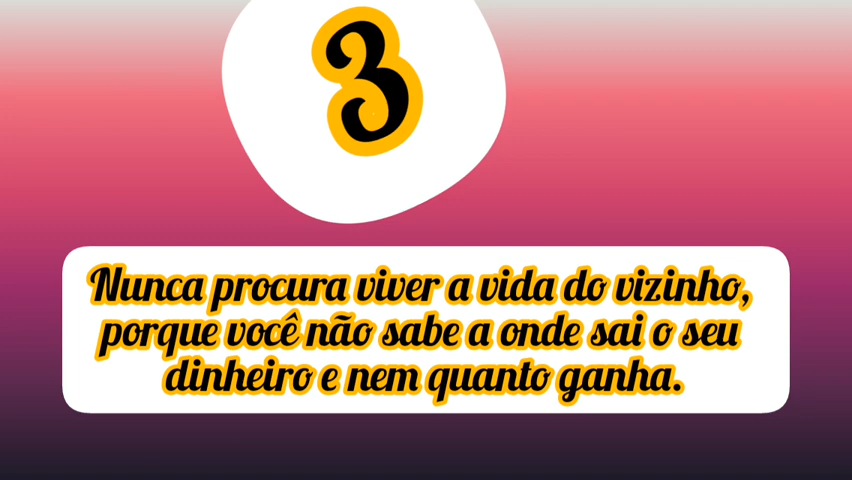 3
Nunca procura viver a vida do vizinho,
porque você não sabe a onde sai o seu
dinheiro e nem quanto ganha.